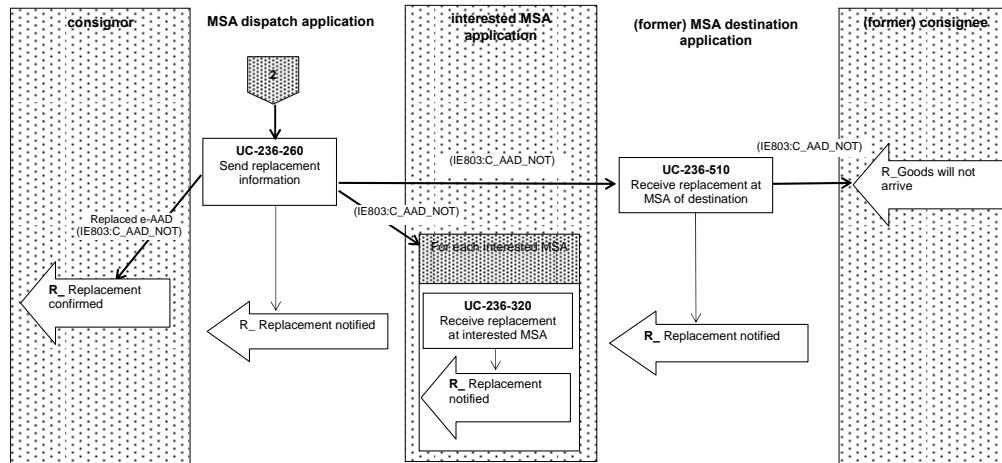 consignor
MSA dispatch application
interested MSA
application
(former) MSA destination
application
(former) consignee
2
UC-236-260
Send replacement
information
(IE803:C_AAD_NOT)
UC-236-510
Receive replacement at
MSA of destination
(IE803:C_AAD_NOT)
R_Goods will not
arrive
Replaced e-AAD
(IE803:C_AAD_NOT)
(IE803:C_AAD_NOT)
For each interested MSA
R_ Replacement
confirmed
R_ Replacement notified
UC-236-320
Receive replacement
at interested MSA
R_ Replacement notified
R_ Replacement
notified